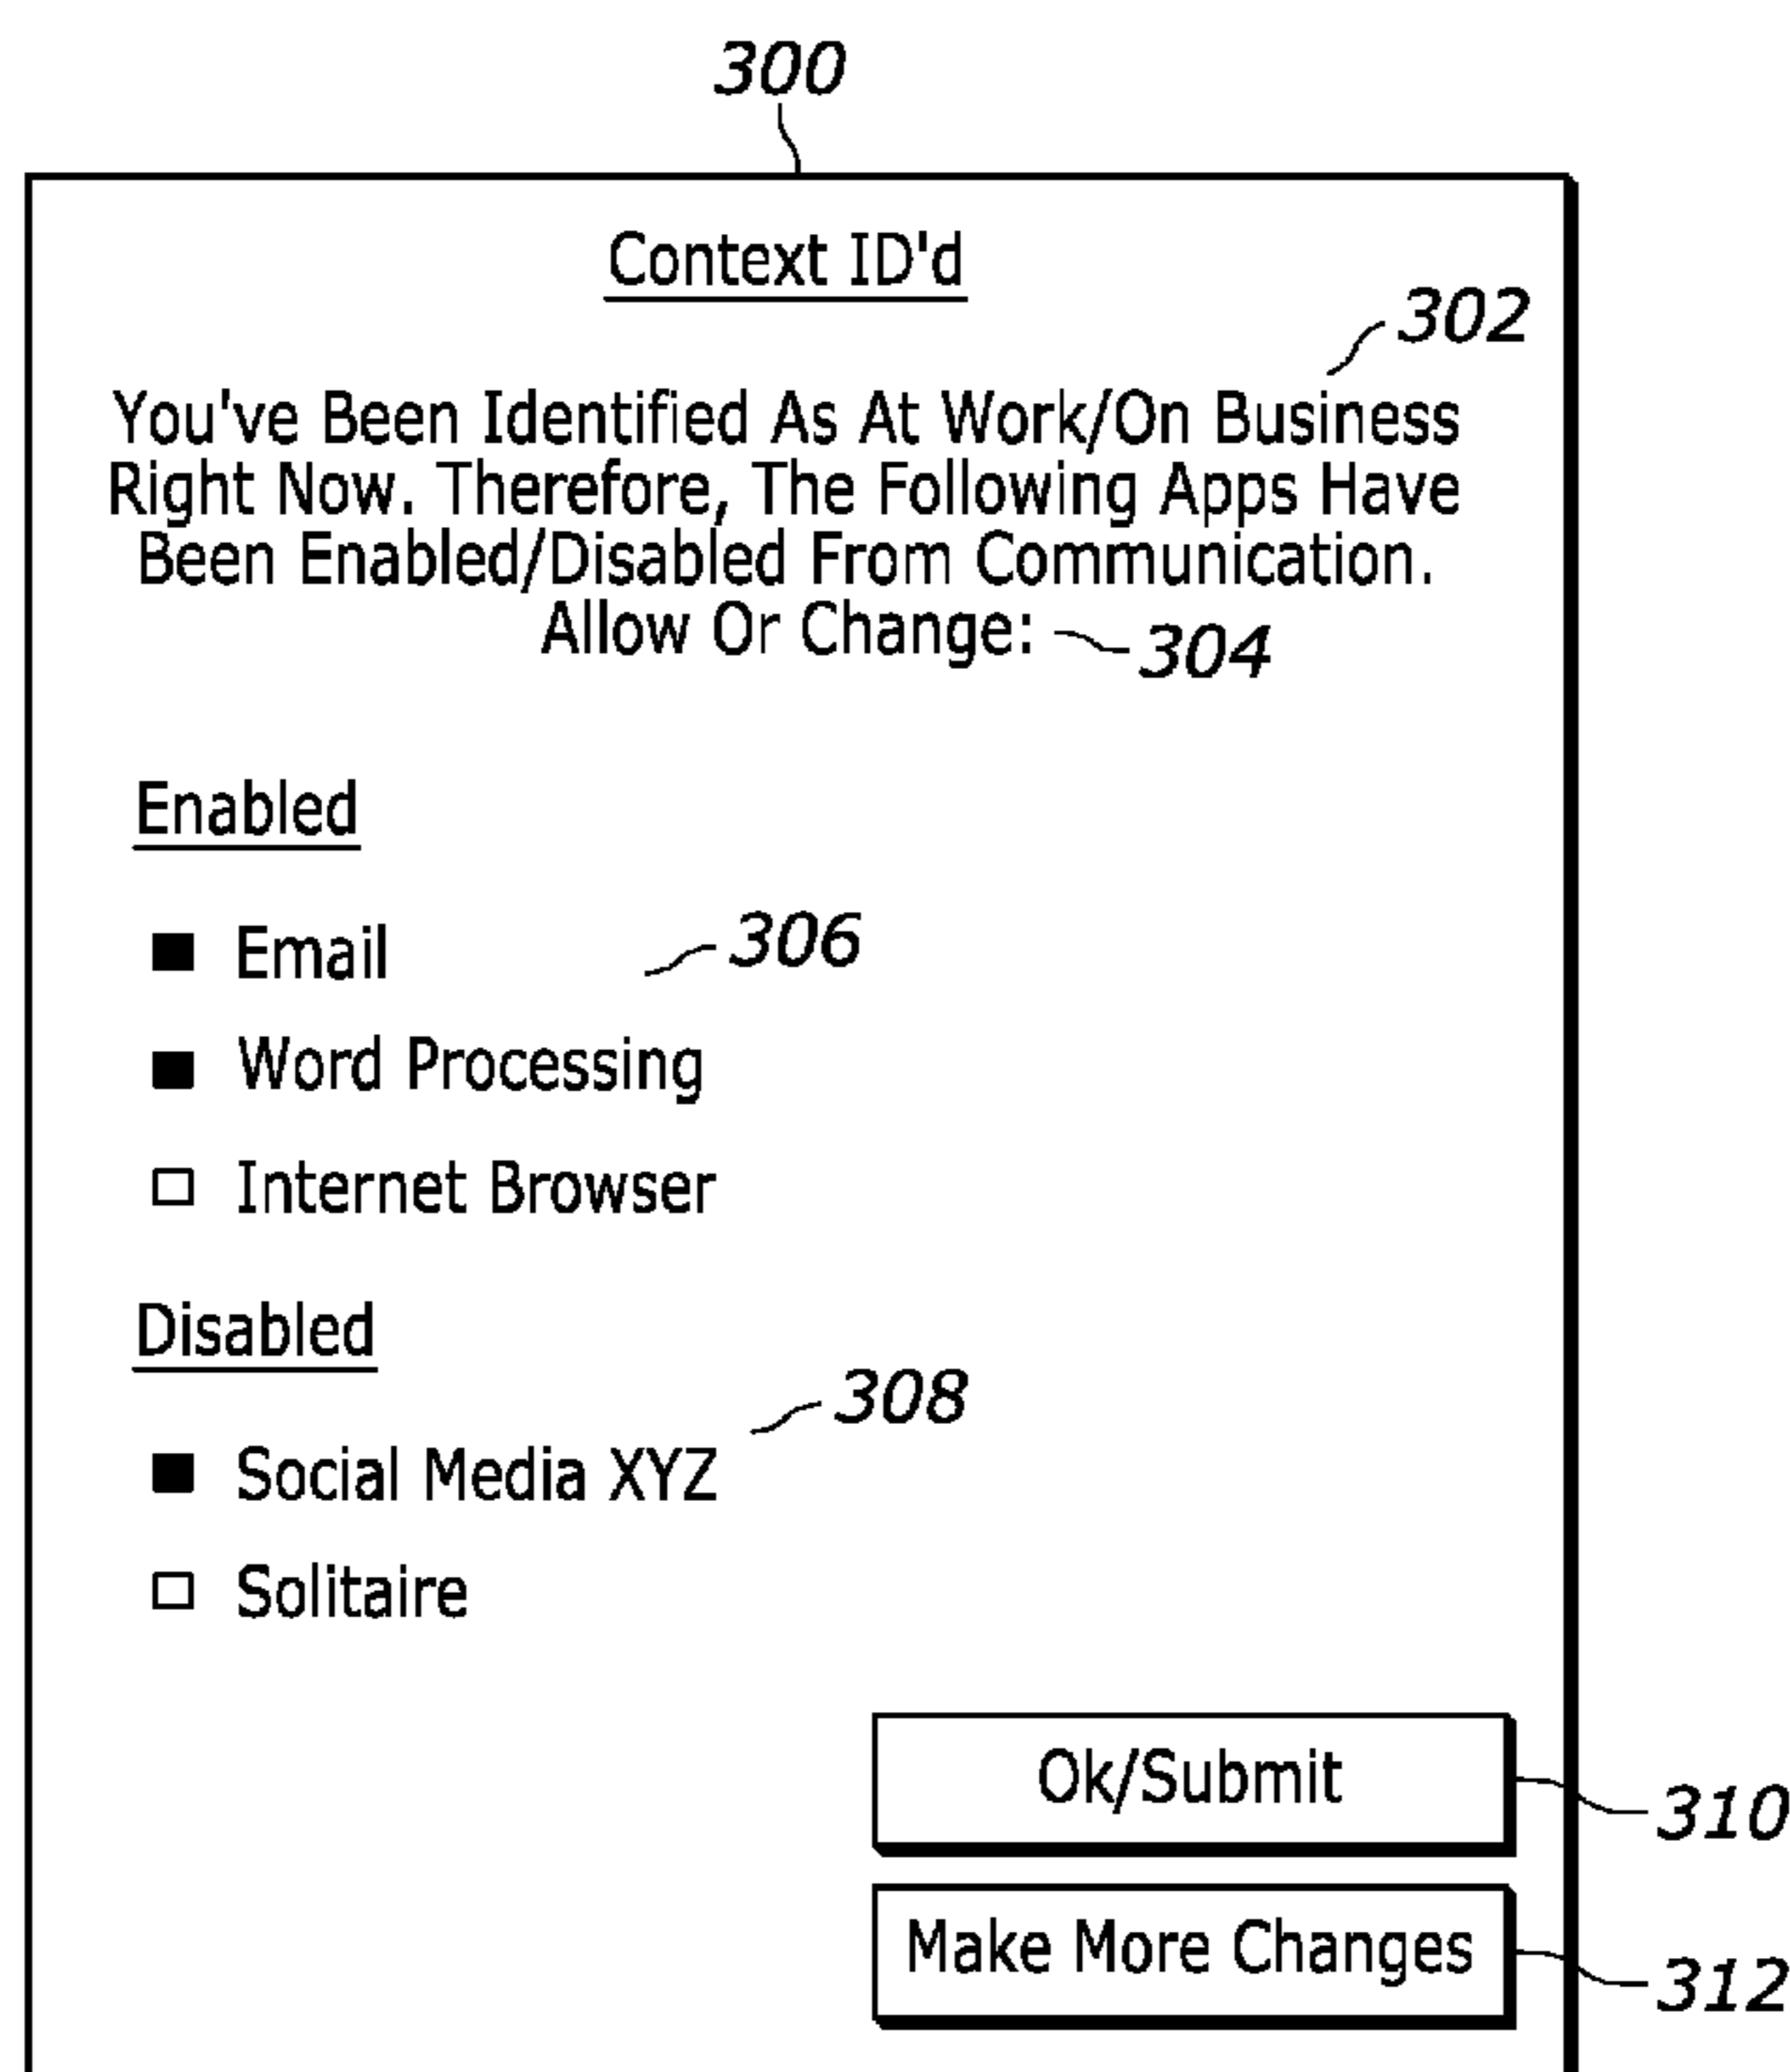 300
Context ID'd
302
You've Been Identified As At Work/On Business
Right Now. Therefore, The Following Apps Have
Been Enabled/Disabled From Communication.
Allow Or Change: 304
Enabled
Email 306
Word Processing
Internet Browser
Disabled
308
Social Media XYZ
Solitaire
Ok/Submit 310
Make More Changes 312